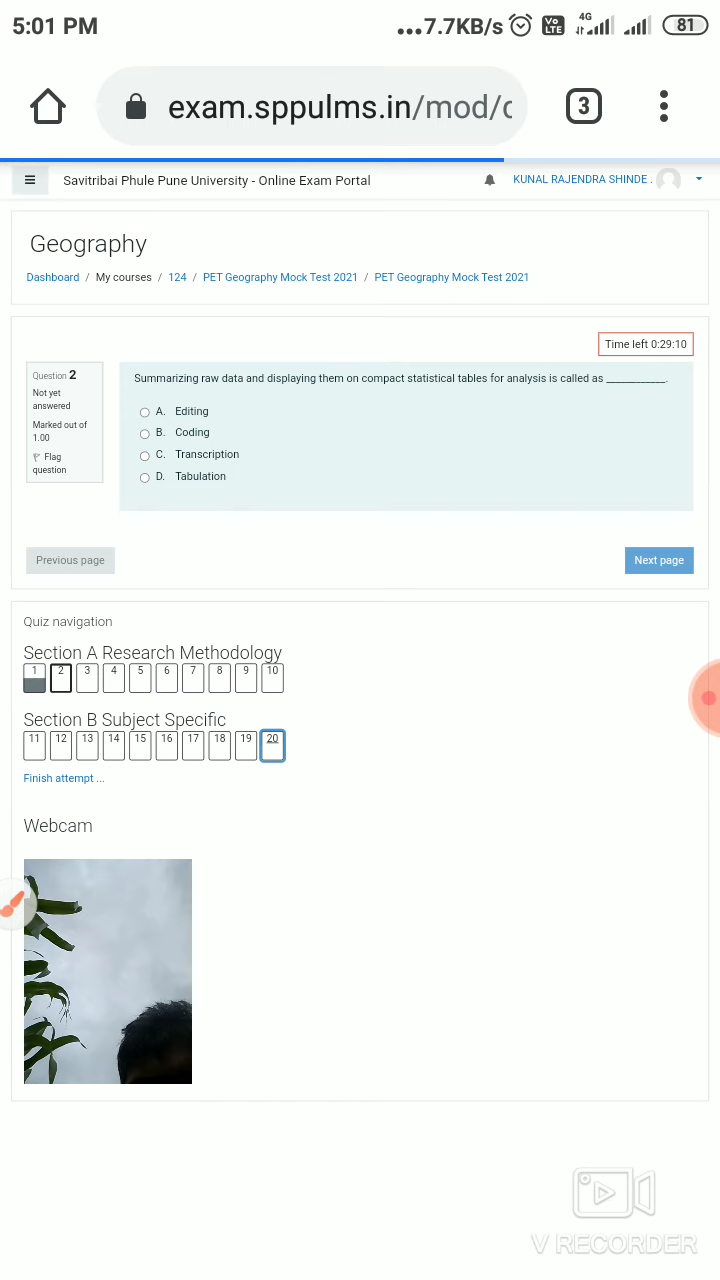 5:01 PM
...7.7KB/s Vo LTE 4G 81
exam.sppulms.in/mod/c 3
Savitribai Phule Pune University - Online Exam Portal KUNAL RAJENDRA SHINDE .
Geography
Dashboard / My courses / 124 / PET Geography Mock Test 2021 / PET Geography Mock Test 2021
Time left 0:29:10
Question 2
Not yet
answered
Marked out of
1.00
Flag
question
Summarizing raw data and displaying them on compact statistical tables for analysis is called as ____________.
A. Editing
B. Coding
C. Transcription
D. Tabulation
Previous page
Next page
Quiz navigation
Section A Research Methodology
1 2 3 4 5 6 7 8 9 10
Section B Subject Specific
11 12 13 14 15 16 17 18 19 20
Finish attempt ...
Webcam
V RECORDER